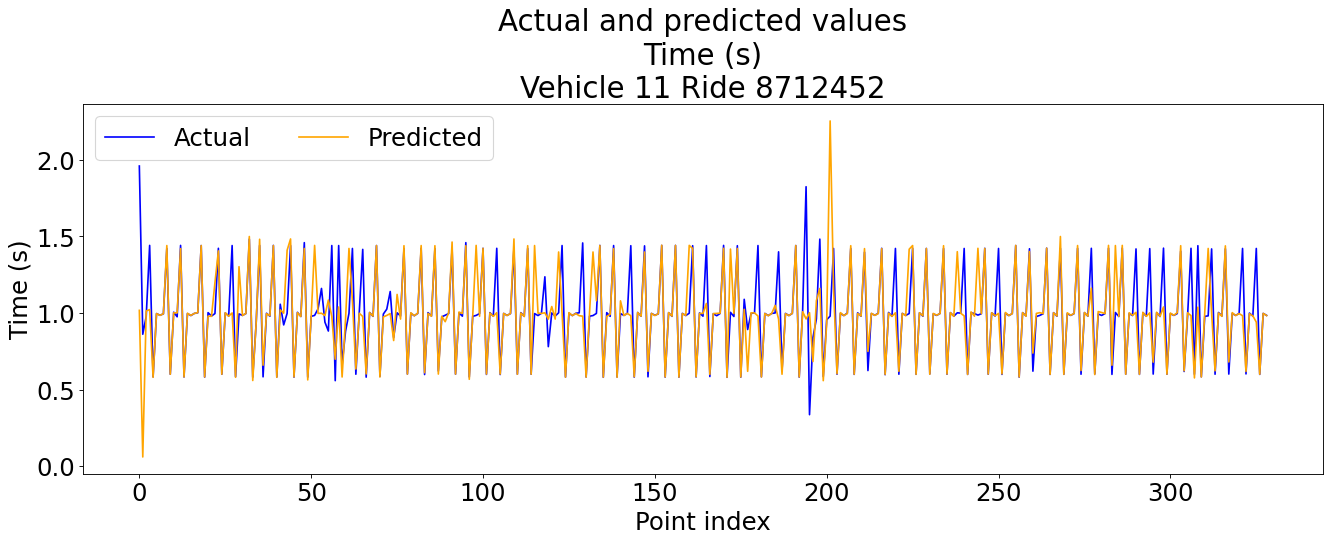 Actual and predicted values
Time (s)
Vehicle 11 Ride 8712452
Actual
Predicted
Time (s)
2.0
1.5
1.0
0.5
0.0
0
50
100
150
200
250
300
Point index